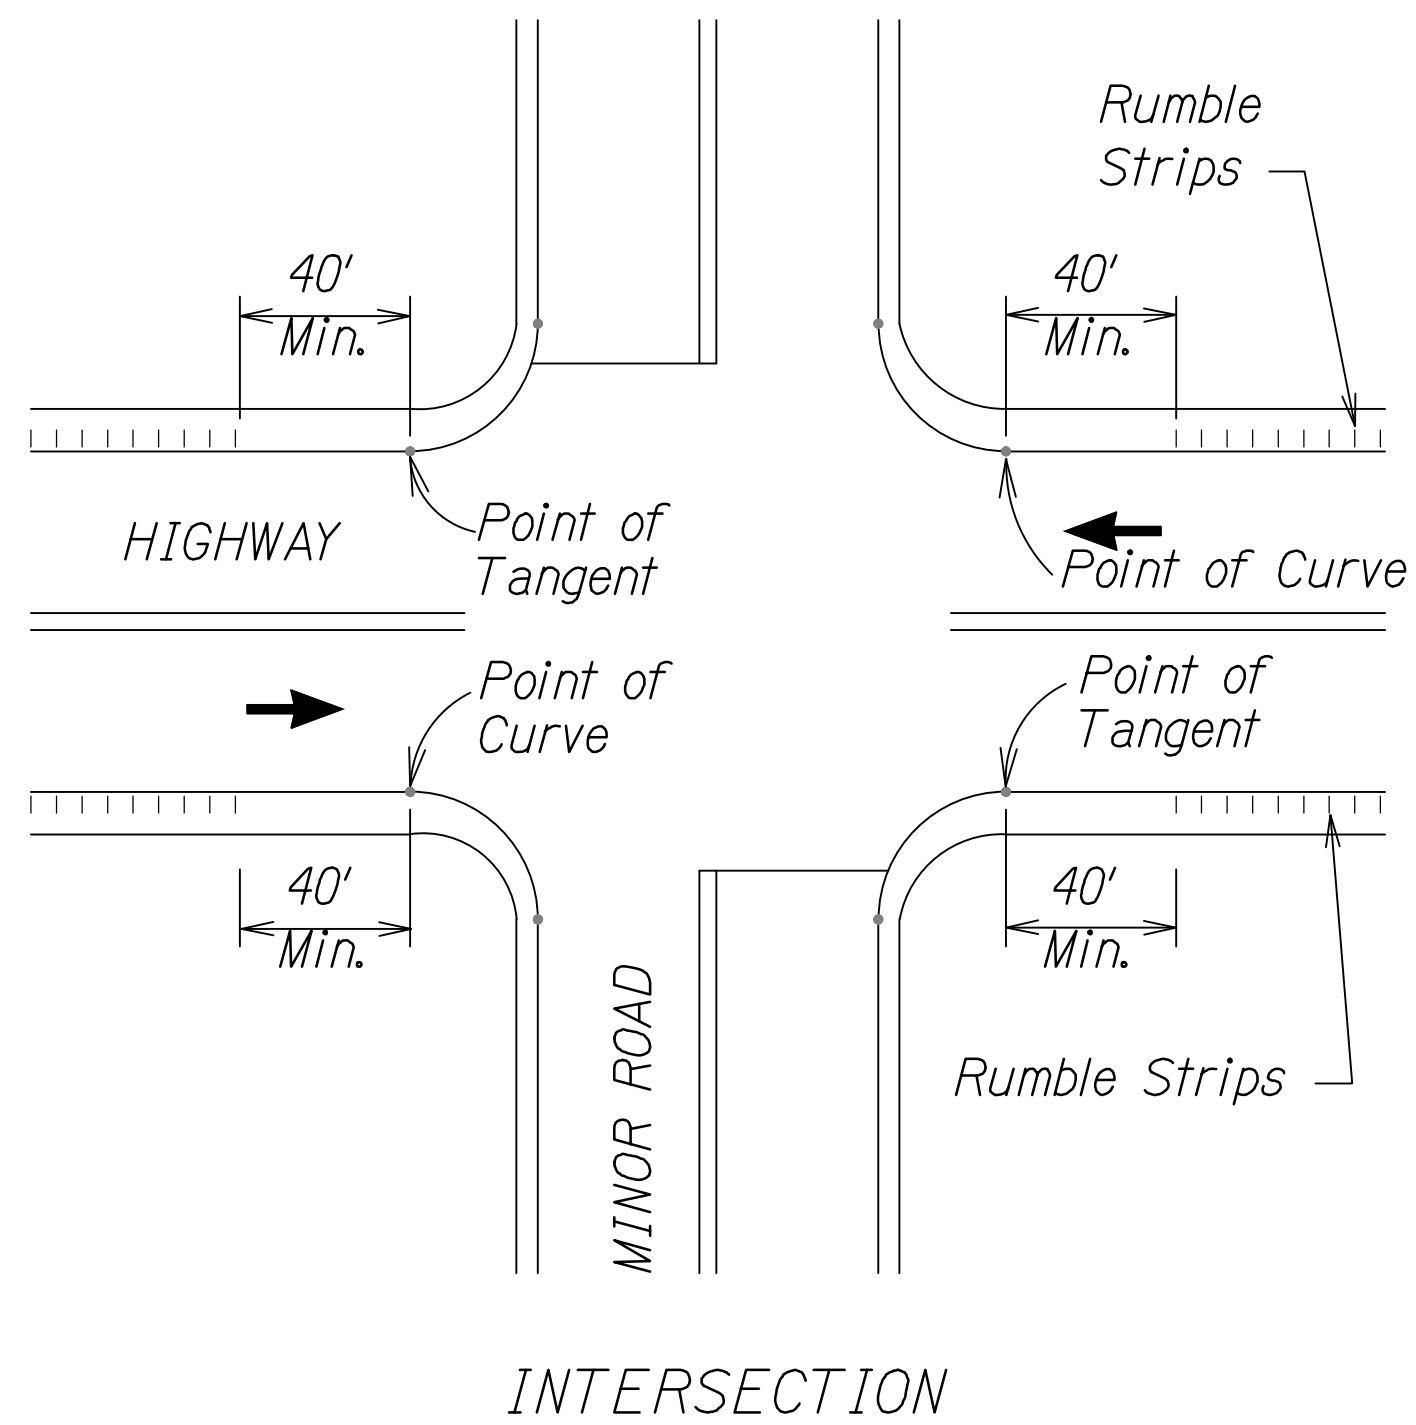 Rumble
Strips
40'
Min.
40'
Min.
HIGHWAY
Point of
Tangent
Point of Curve
Point of
Curve
Point of
Tangent
40'
Min.
40'
Min.
MINOR ROAD
Rumble Strips
INTERSECTION